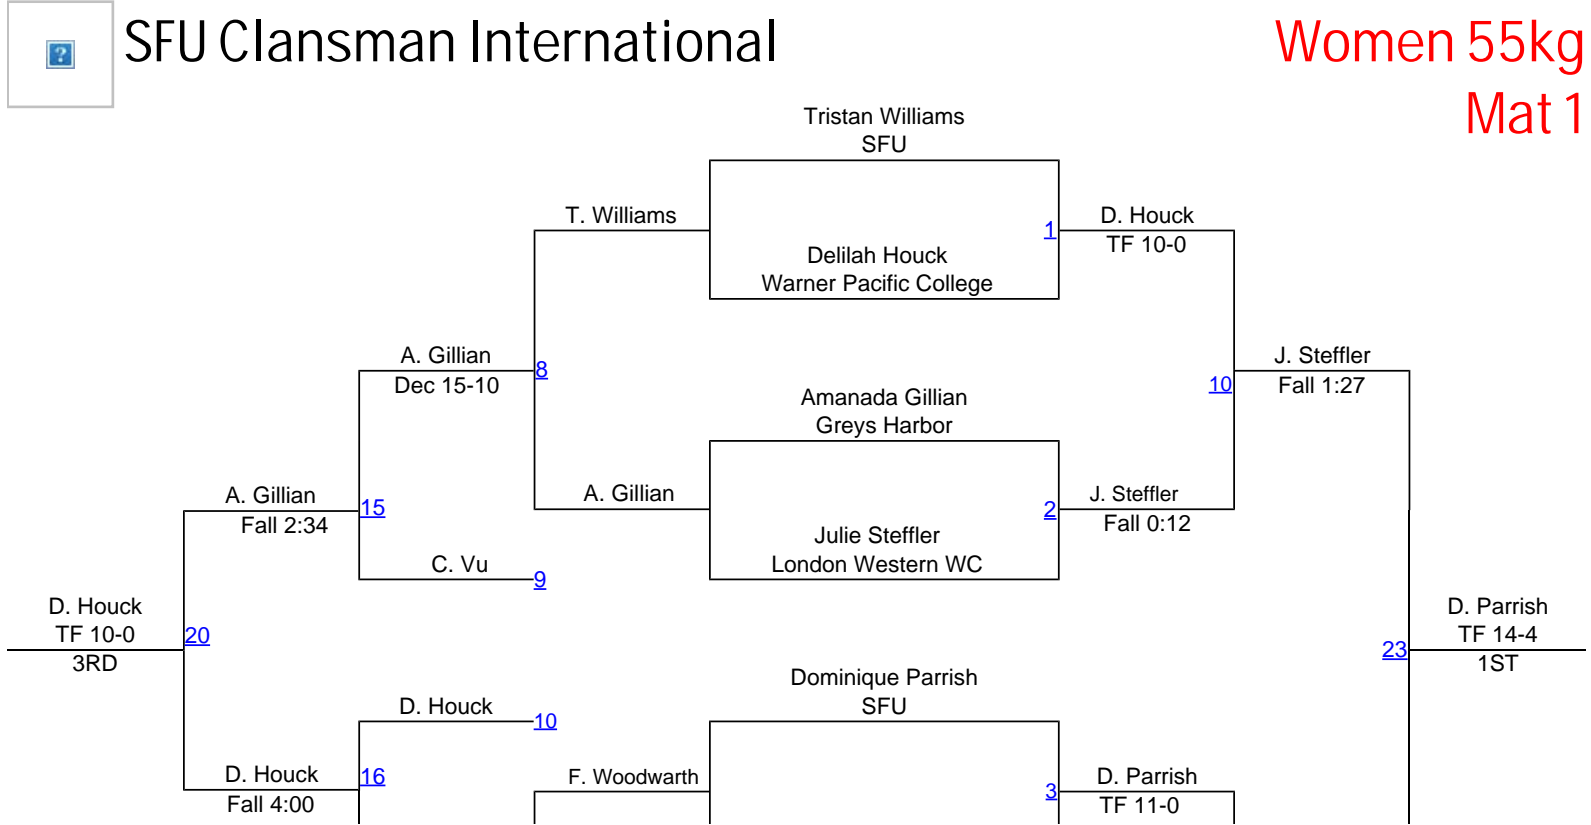 SFU Clansman International
Women 55kg
Mat 1
Tristan Williams
SFU
T. Williams
1
D. Houck
TF 10-0
Delilah Houck
Warner Pacific College
A. Gillian
Dec 15-10
8
J. Steffler
Fall 1:27
10
Amanada Gillian
Greys Harbor
A. Gillian
Fall 2:34
15
A. Gillian
2
J. Steffler
Fall 0:12
Julie Steffler
London Western WC
C. Vu
9
D. Houck
TF 10-0
3RD
20
D. Parrish
TF 14-4
1ST
23
Dominique Parrish
SFU
D. Houck
10
D. Houck
Fall 4:00
16
F. Woodwarth
3
D. Parrish
TF 11-0